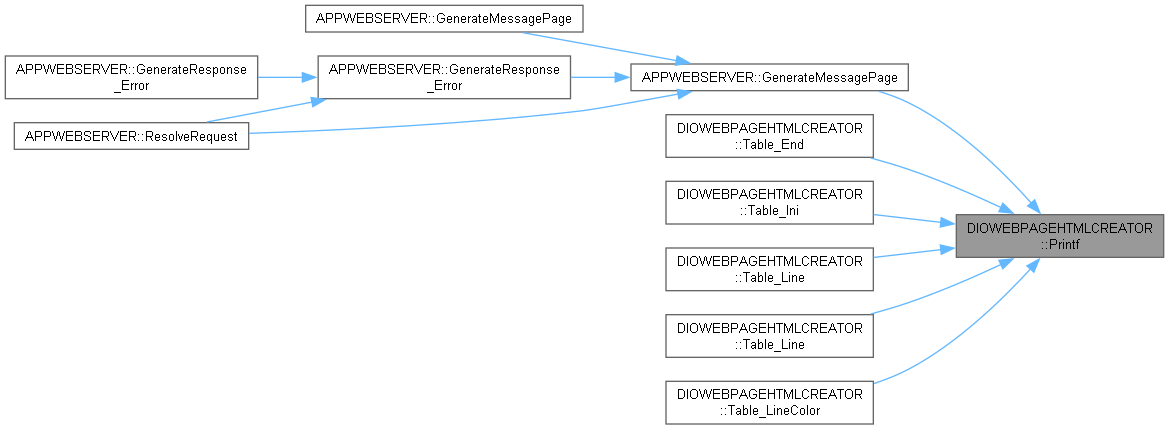 APPWEBSERVER::GenerateMessagePage
APPWEBSERVER::GenerateResponse
_Error
APPWEBSERVER::GenerateResponse
_Error
APPWEBSERVER::GenerateMessagePage
APPWEBSERVER::ResolveRequest
DIOWEBPAGEHTMLCREATOR
::Table_End
DIOWEBPAGEHTMLCREATOR
::Table_Ini
DIOWEBPAGEHTMLCREATOR
::Printf
DIOWEBPAGEHTMLCREATOR
::Table_Line
DIOWEBPAGEHTMLCREATOR
::Table_Line
DIOWEBPAGEHTMLCREATOR
::Table_LineColor